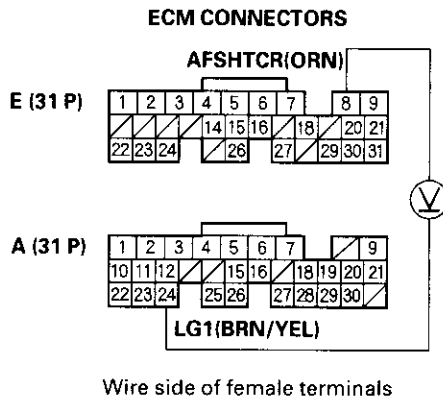 ECM CONNECTORS
AFSHTCR(ORN)
E (31 P)
1 2 3 4 5 6 7 8 9
14 15 16 18 20 21
22 23 24 26 27 29 30 31
V
A (31 P)
1 2 3 4 5 6 7 9
10 11 12 15 16 18 19 20 21
22 23 24 25 26 27 28 29 30
LG1(BRN/YEL)
Wire side of female terminals